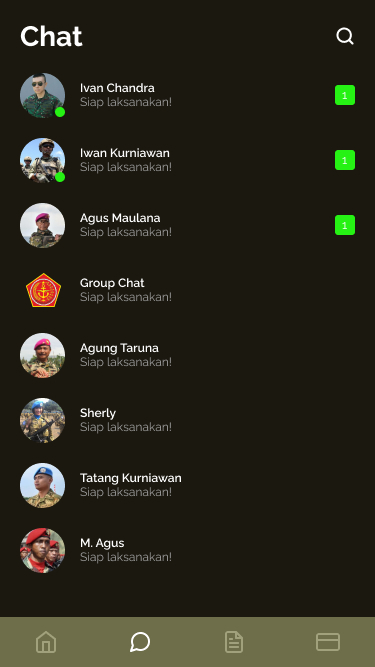 Chat
Ivan Chandra
Siap laksanakan!
1
Iwan Kurniawan
Siap laksanakan!
1
Agus Maulana
Siap laksanakan!
1
Group Chat
Siap laksanakan!
Agung Taruna
Siap laksanakan!
Sherly
Siap laksanakan!
Tatang Kurniawan
Siap laksanakan!
M. Agus
Siap laksanakan!